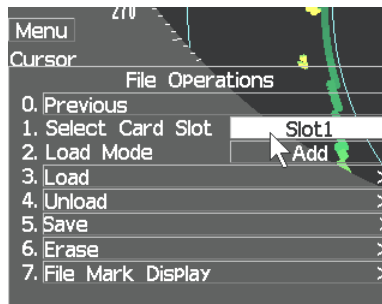 270
Menu
Cursor
File Operations
0. Previous
1. Select Card Slot Slot1
2. Load Mode Add
3. Load >
4. Unload >
5. Save >
6. Erase >
7. File Mark Display >